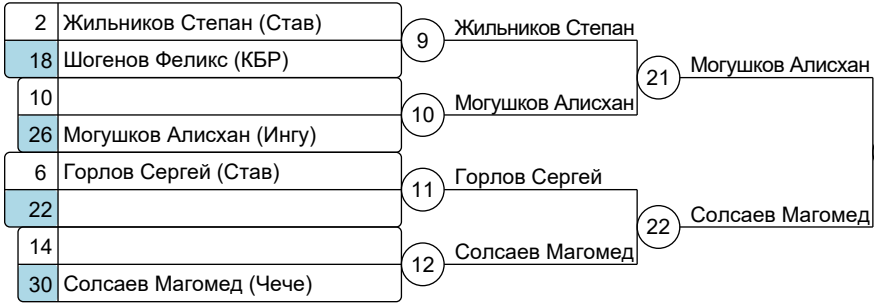 2 Жильников Степан (Став)
18 Шогенов Феликс (КБР)
9 Жильников Степан
10
26 Могушков Алисхан (Ингу)
10 Могушков Алисхан
21 Могушков Алисхан
6 Горлов Сергей (Став)
22
11 Горлов Сергей
14
30 Солсаев Магомед (Чече)
12 Солсаев Магомед
22 Солсаев Магомед